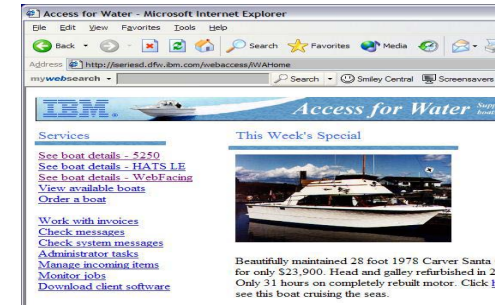 Access for Water - Microsoft Internet Explorer
File Edit View Favorites Tools Help
Back Search Favorites Media
Address http://iseriesd.dfw.ibm.com/webaccess/iWAHome
mywebsearch Search Smiley Central Screensavers
IBM. Access for Water
Services
See boat details - 5250
See boat details - HATS LE
See boat details - WebFacing
View available boats
Order a boat
Work with invoices
Check messages
Check system messages
Administrator tasks
Manage incoming items
Monitor jobs
Download client software
This Week's Special
Beautifully maintained 28 foot 1978 Carver Santa
for only $23,900. Head and galley refurbished in 2
Only 31 hours on completely rebuilt motor. Click
see this boat cruising the seas.